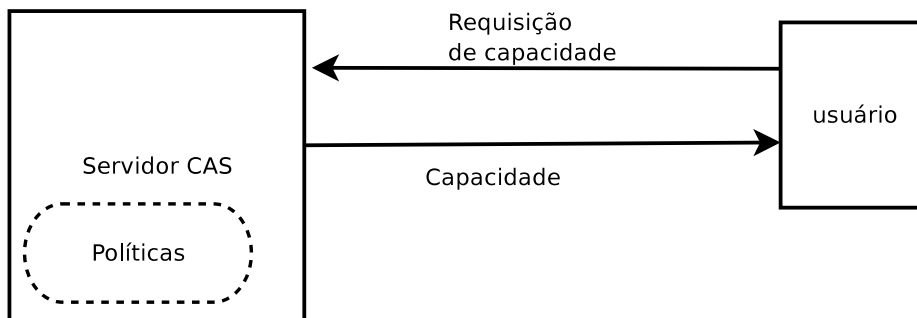 Requisição
de capacidade
usuário
Servidor CAS
Capacidade
Políticas